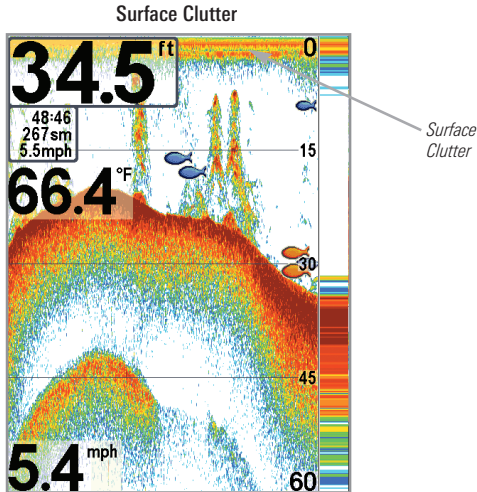 Surface Clutter
34.5 ft
0
48:46
267sm
5.5mph
Surface
Clutter
15
66.4 °F
30
45
5.4 mph
60